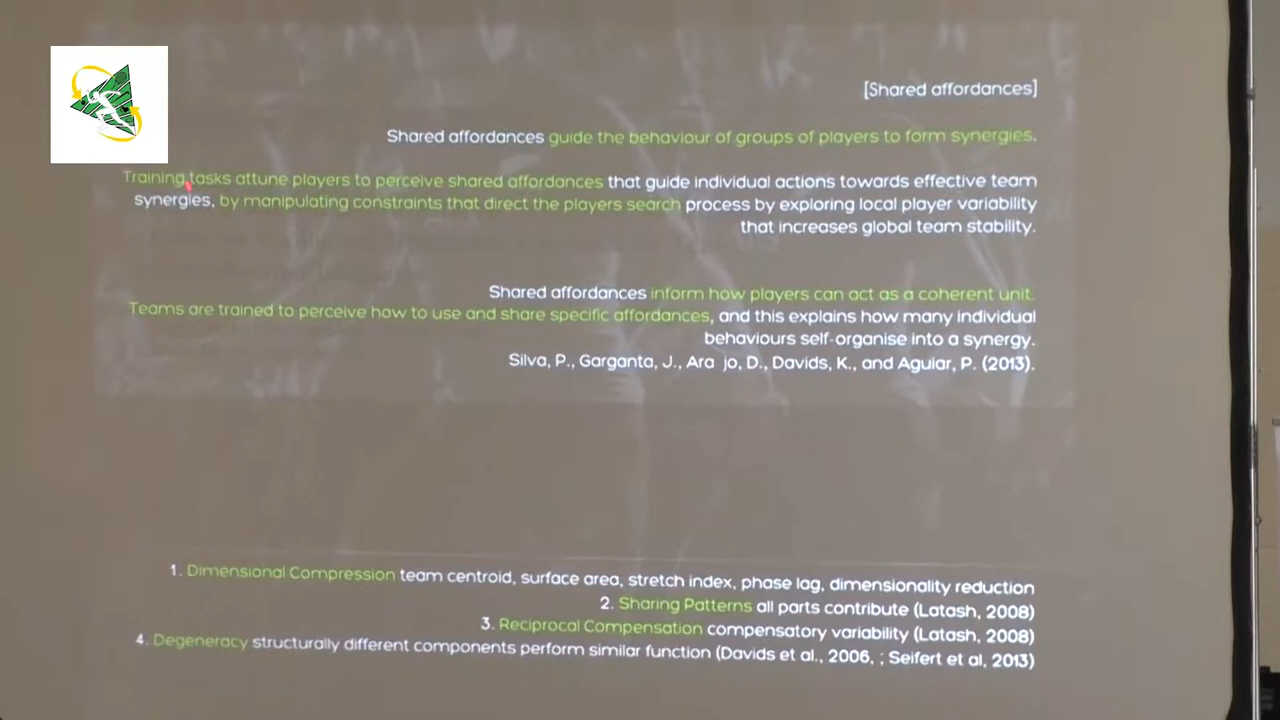 [Shared affordances]
Shared affordances guide the behaviour of groups of players to form synergies.
Training tasks attune players to perceive shared affordances that guide individual actions towards effective team
synergies, by manipulating constraints that direct the players search process by exploring local player variability
that increases global team stability.
Shared affordances inform how players can act as a coherent unit.
Teams are trained to perceive how to use and share specific affordances, and this explains how many individual
behaviours self-organise into a synergy.
Silva, P., Garganta, J., Ara jo, D., Davids, K., and Aguiar, P. (2013).
1. Dimensional Compression team centroid, surface area, stretch index, phase lag, dimensionality reduction
2. Sharing Patterns all parts contribute (Latash, 2008)
3. Reciprocal Compensation compensatory variability (Latash, 2008)
4. Degeneracy structurally different components perform similar function (Davids et al., 2006, ; Seifert et al, 2013)